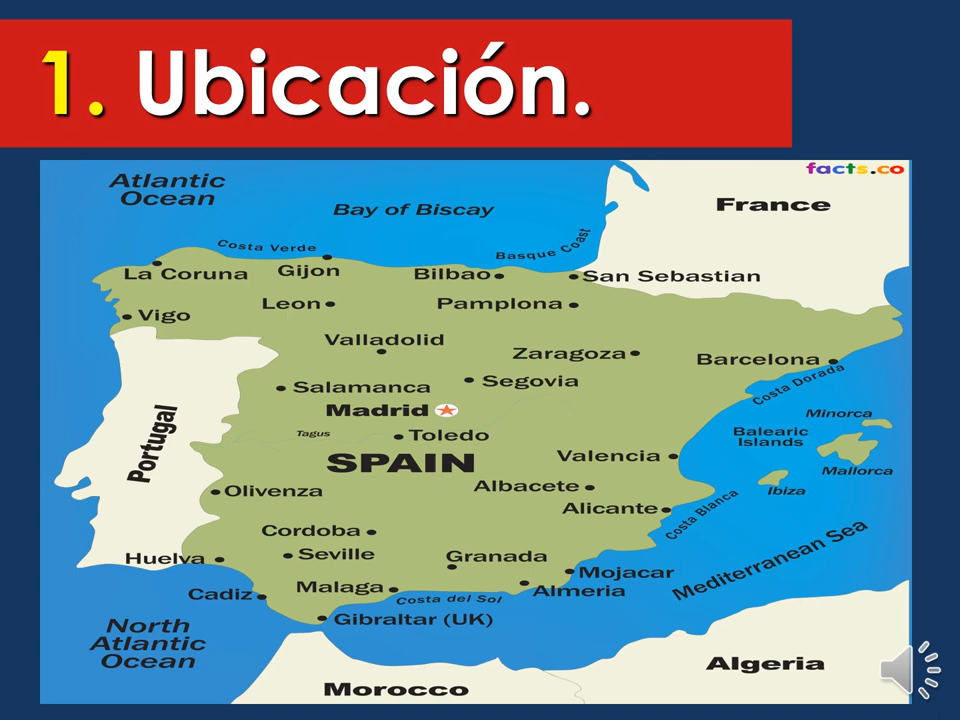 1. Ubicación.
facts.co
Atlantic
Ocean
Bay of Biscay
France
Costa Verde
Basque Coast
La Coruna
Gijon
Bilbao
San Sebastian
Leon
Pamplona
Vigo
Valladolid
Zaragoza
Barcelona
Salamanca
Segovia
Costa Dorada
Madrid
Minorca
Portugal
Tagus
Toledo
Balearic
Islands
SPAIN
Valencia
Mallorca
Olivenza
Albacete
Ibiza
Alicante
Costa Blanca
Cordoba
Mediterranean Sea
Huelva
Seville
Granada
Mojacar
Cadiz
Malaga
Costa del Sol
Almeria
Gibraltar (UK)
North
Atlantic
Ocean
Algeria
Morocco